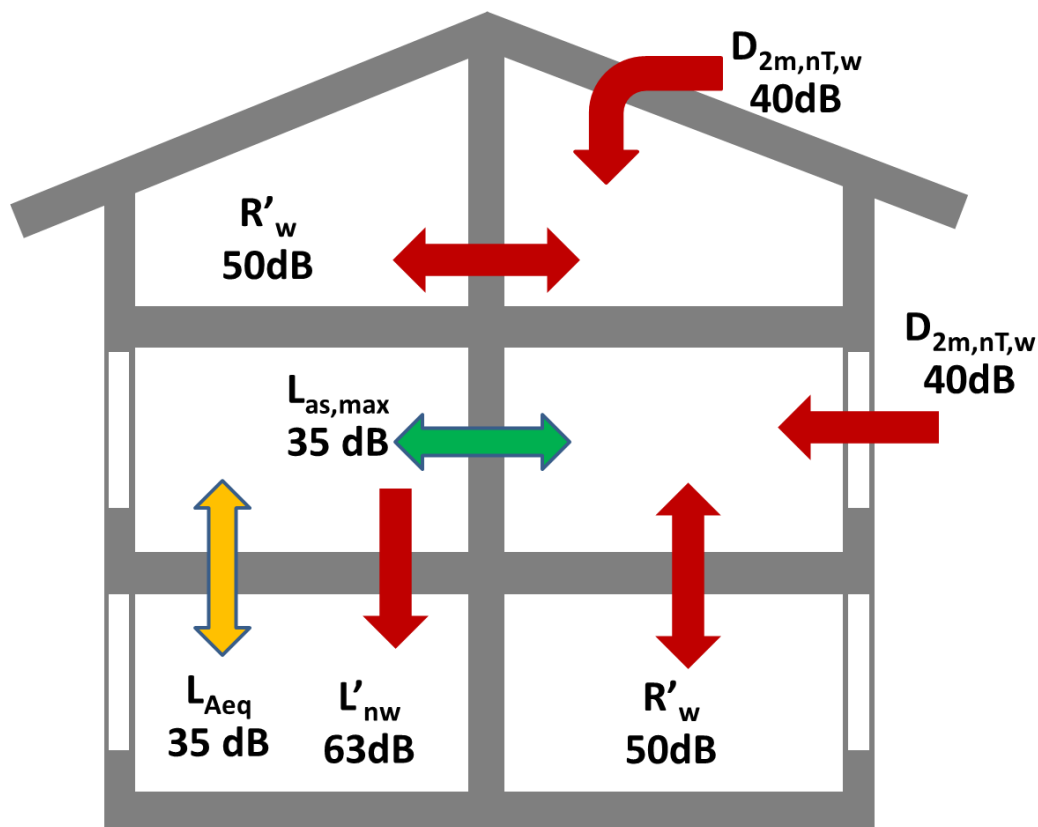 D2m,nT,w
40dB
R’w
50dB
D2m,nT,w
40dB
Las,max
35 dB
LAeq
35 dB
L’nw
63dB
R’w
50dB